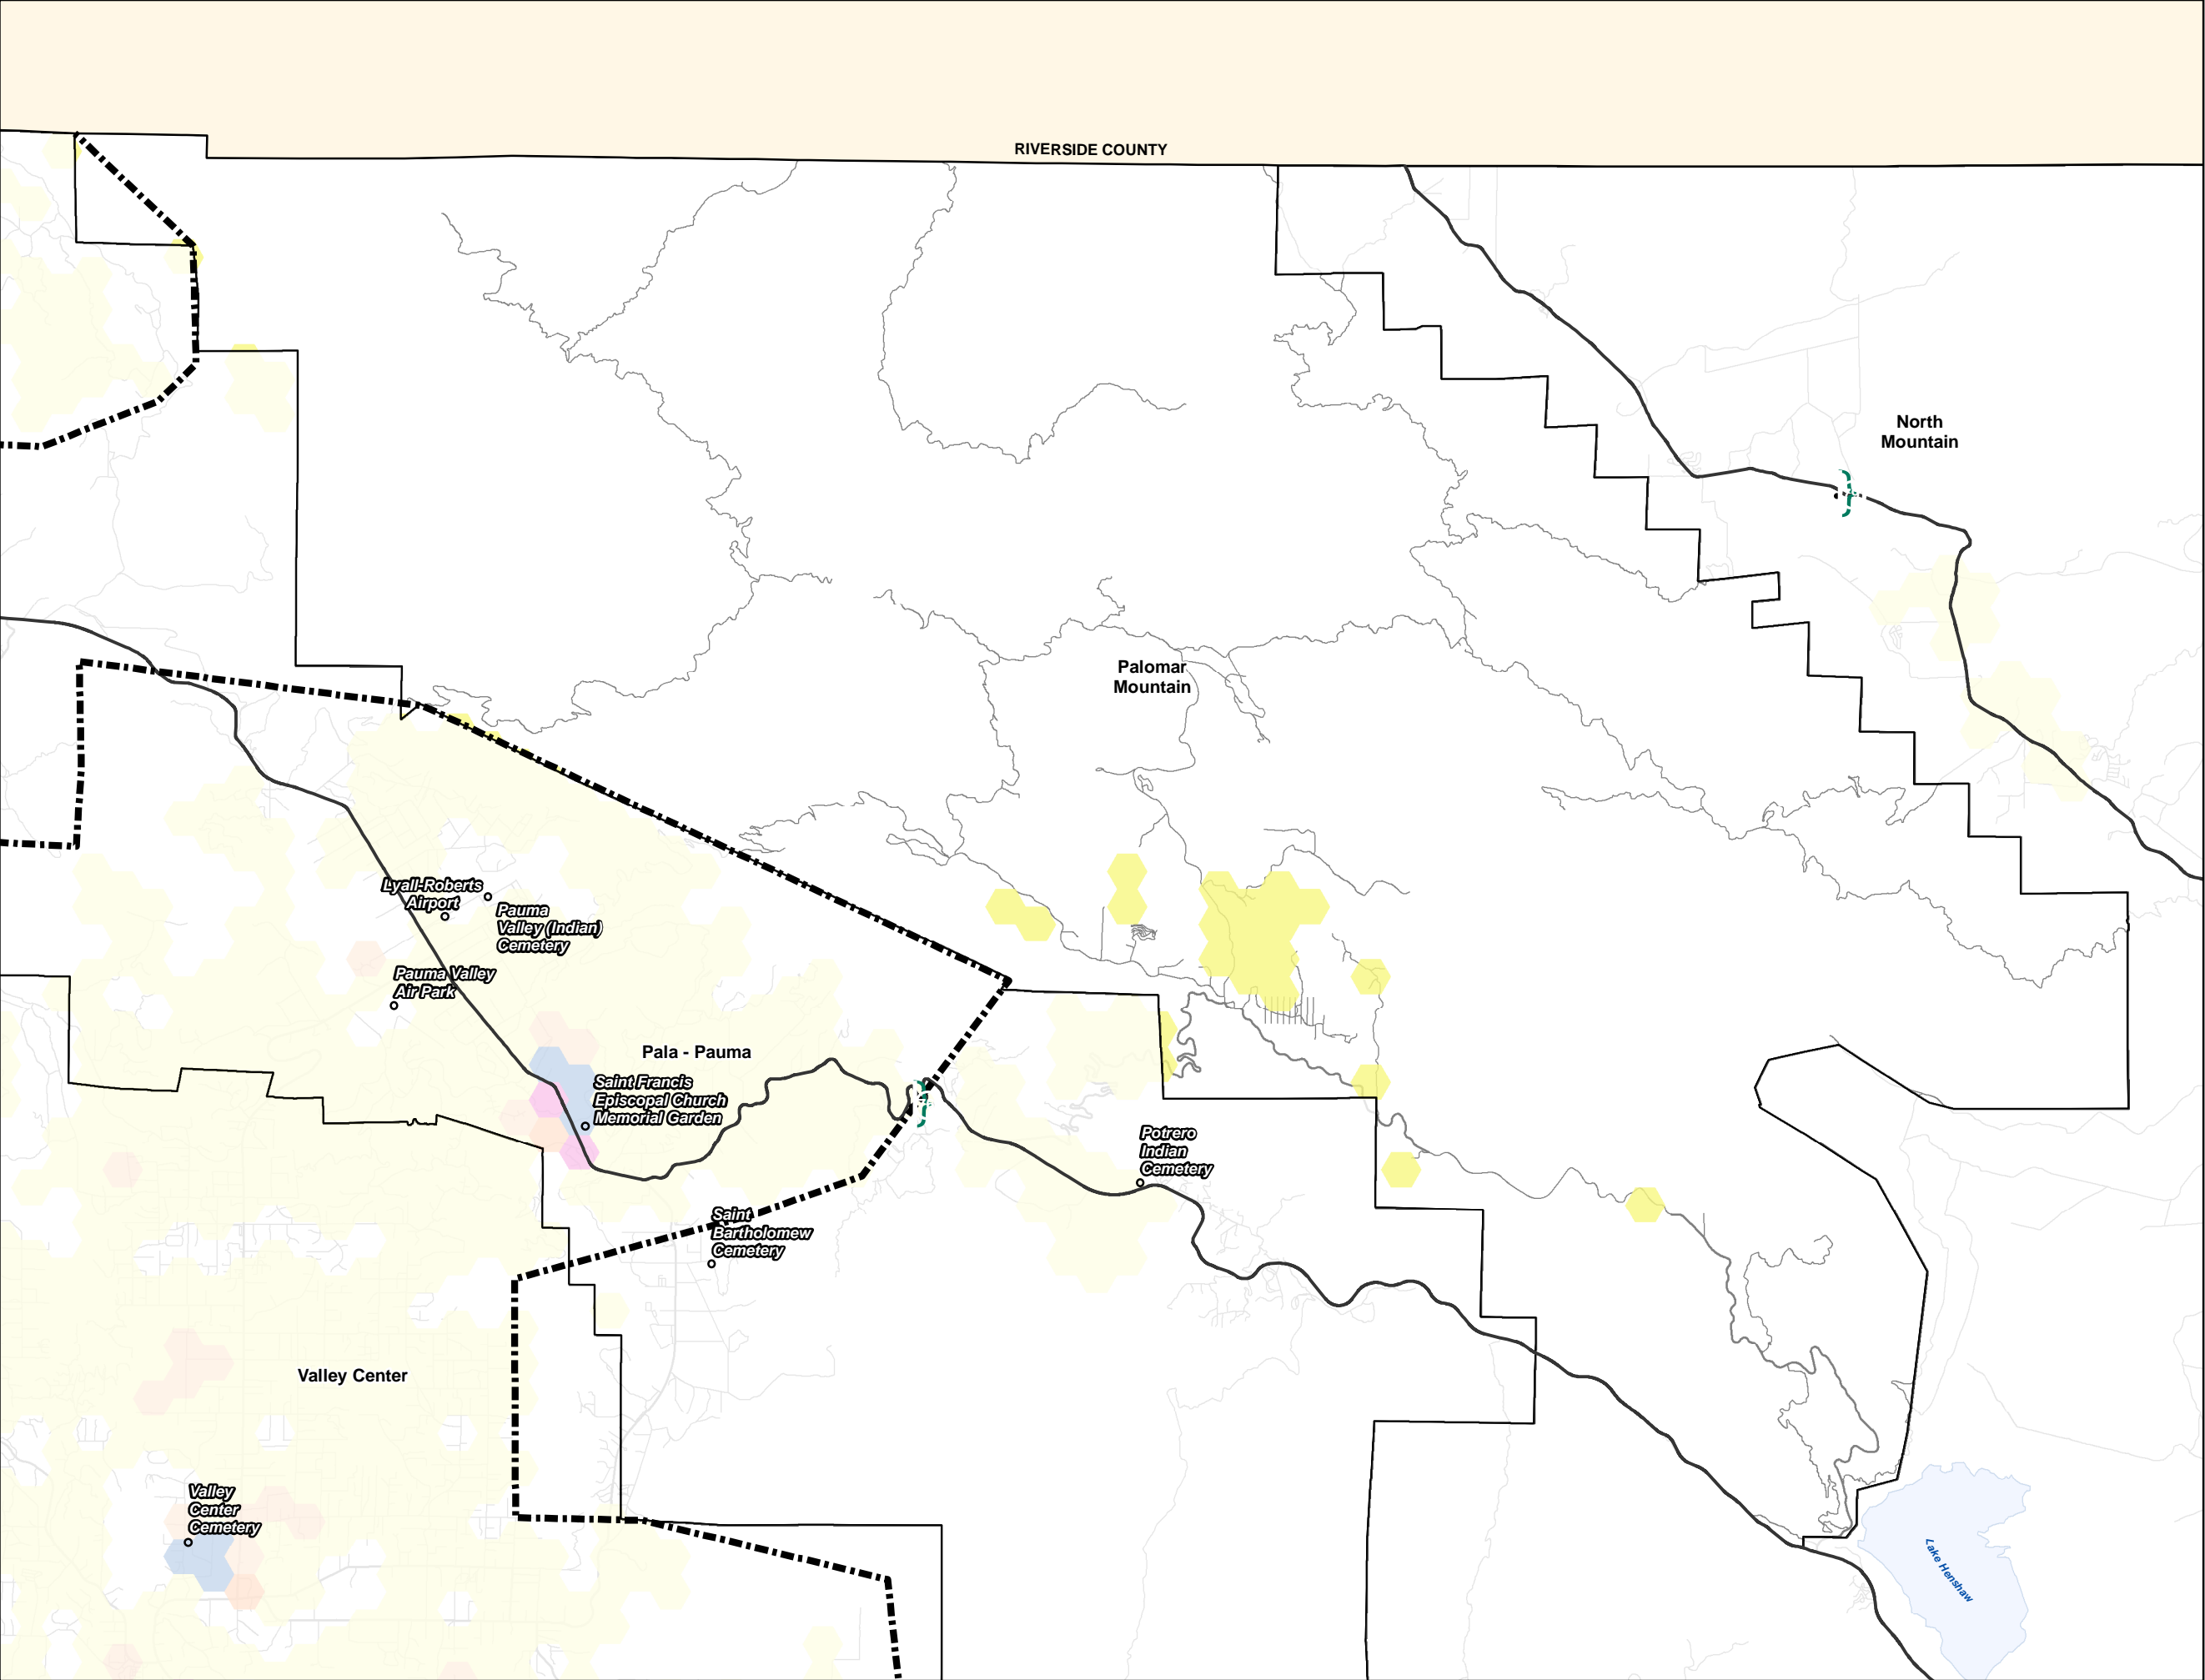 RIVERSIDE COUNTY
North
Mountain
Palomar
Mountain
Lyall-Roberts
Airport
Pauma
Valley (Indian)
Cemetery
Pauma Valley
Air Park
Pala - Pauma
Saint Francis
Episcopal Church
Memorial Garden
Potrero
Indian
Cemetery
Saint
Bartholomew
Cemetery
Valley Center
Valley
Center
Cemetery
Lake Henshaw